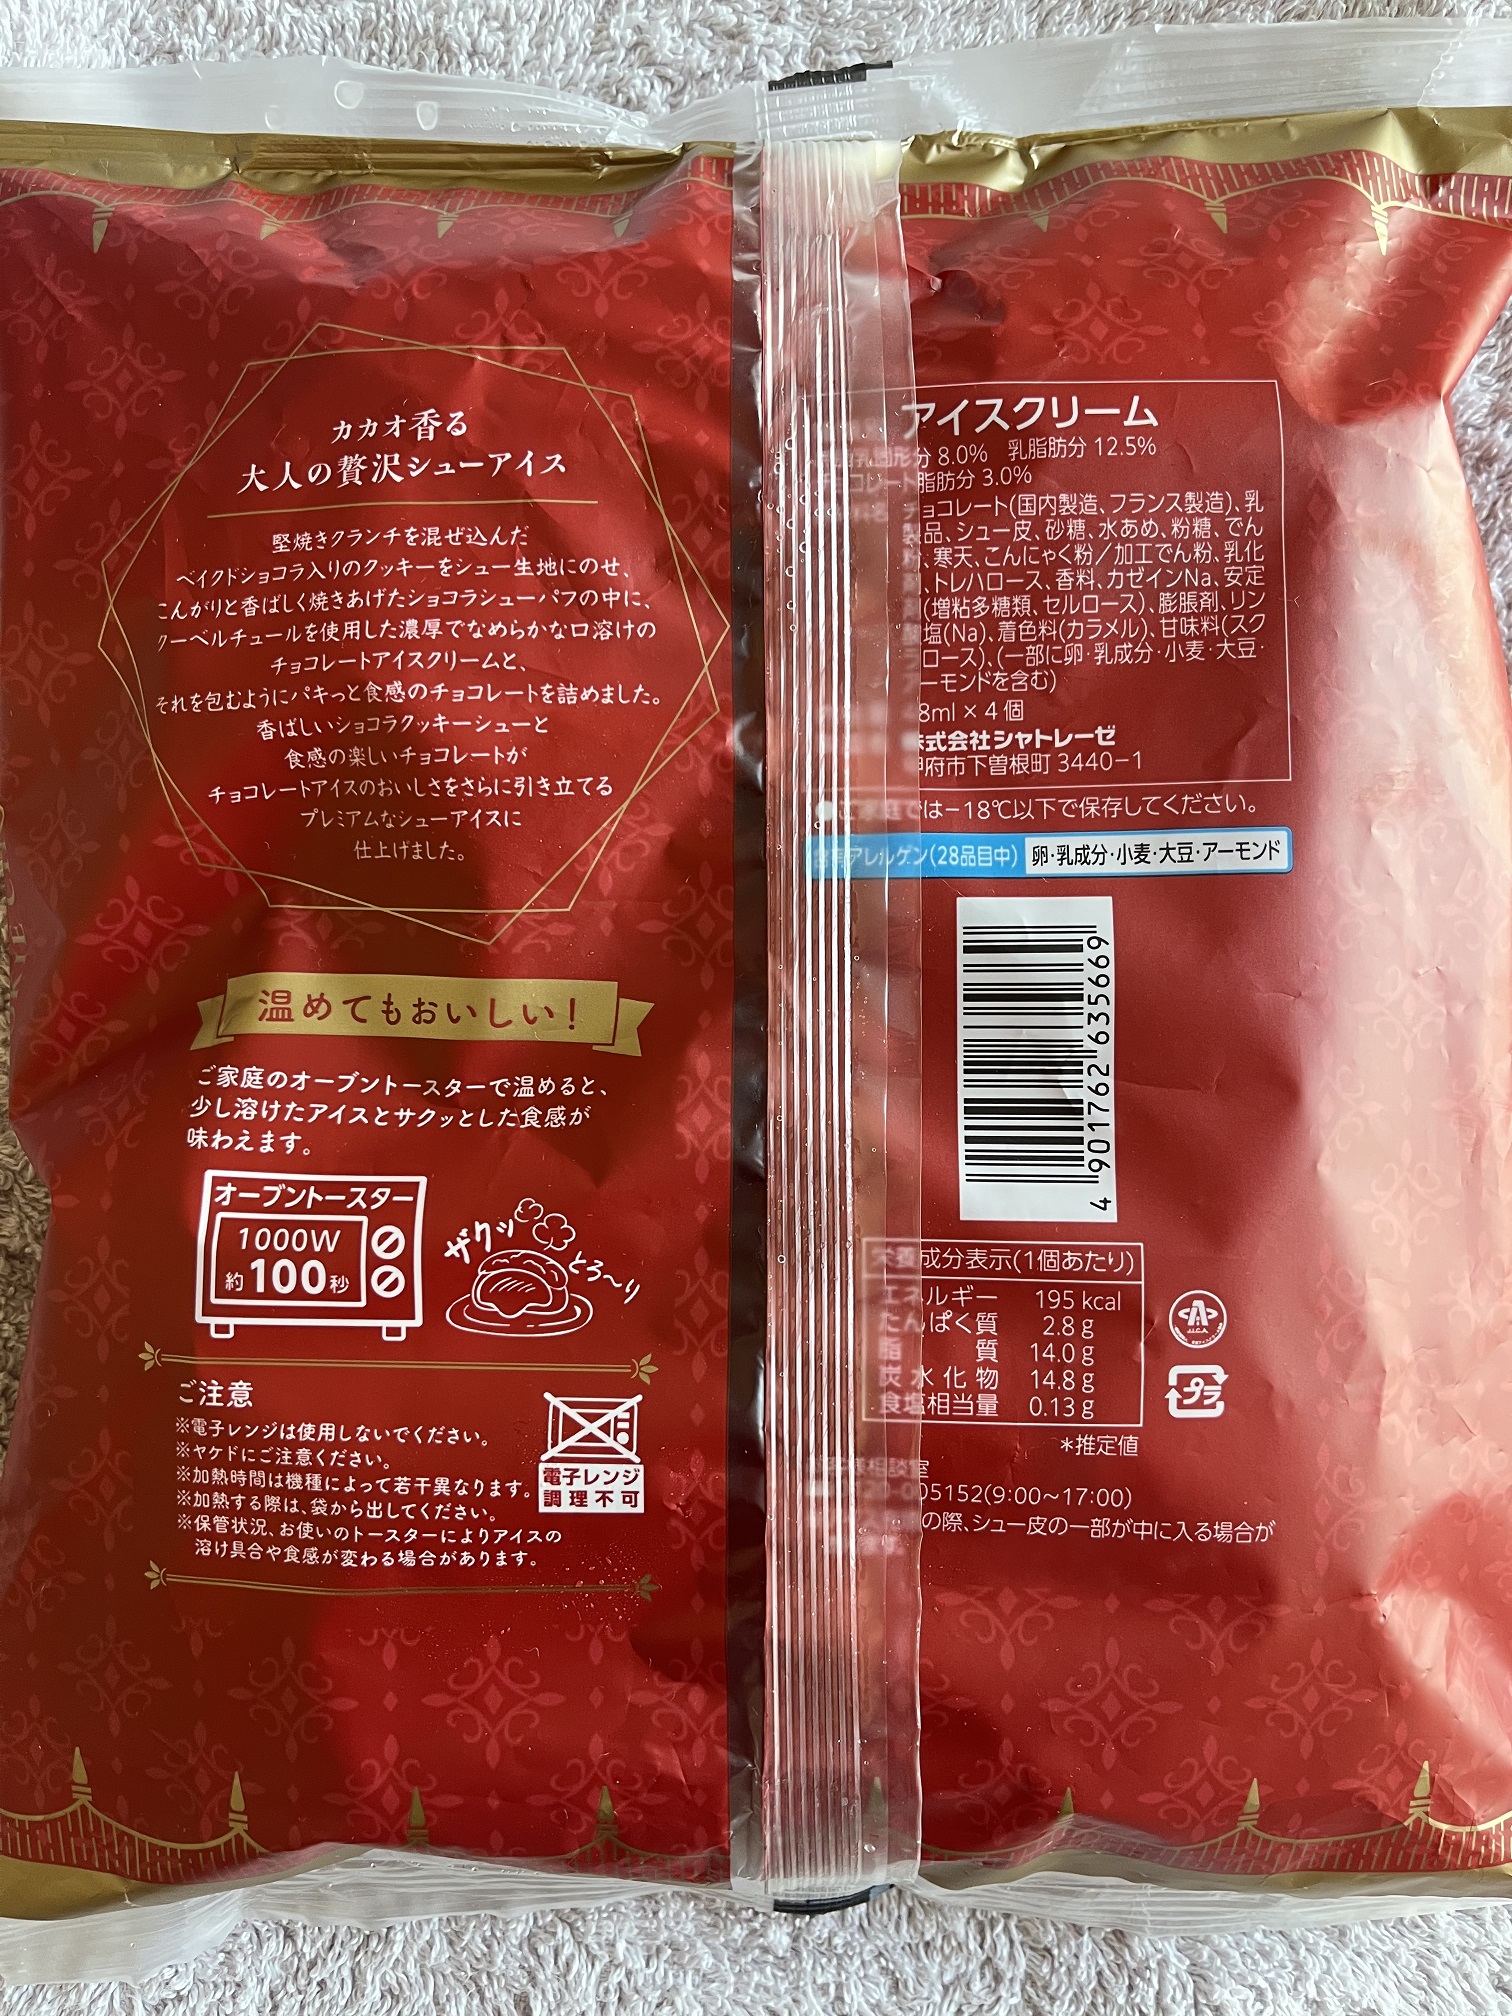 カカオ香る
大人の贅沢シューアイス
堅焼きクランチを混ぜ込んだ
ベイクドショコラ入りのクッキーをシュー生地にのせ、
こんがりと香ばしく焼きあげたショコラシューパフの中に、
クーベルチュールを使用した濃厚でなめらかな口溶けの
チョコレートアイスクリームと、
それを包むようにパキっと食感のチョコレートを詰めました。
香ばしいショコラクッキーシューと
食感の楽しいチョコレートが
チョコレートアイスのおいしさをさらに引き立てる
プレミアムなシューアイスに
仕上げました。
温めてもおいしい！
ご家庭のオーブントースターで温めると、
少し溶けたアイスとサクッとした食感が
味わえます。
オーブントースター
1000W
約100秒
ザクッ
とろ〜り
ご注意
※電子レンジは使用しないでください。
※ヤケドにご注意ください。
※加熱時間は機種によって若干異なります。
※加熱する際は、袋から出してください。
※保管状況、お使いのトースターによりアイスの
溶け具合や食感が変わる場合があります。
電子レンジ
調理不可
アイスクリーム
分 8.0% 乳脂肪分 12.5%
チョコレート脂肪分 3.0%
チョコレート(国内製造、フランス製造)、乳
製品、シュー皮、砂糖、水あめ、粉糖、でん
、寒天、こんにゃく粉／加工でん粉、乳化
、トレハロース、香料、カゼインNa、安定
(増粘多糖類、セルロース)、膨脹剤、リン
塩(Na)、着色料(カラメル)、甘味料(スク
ロース)、(一部に卵・乳成分・小麦・大豆・
ーモンドを含む)
8ml×4個
株式会社シャトレーゼ
府市下曽根町 3440-1
●ご家庭では-18℃以下で保存してください。
含有アレルゲン(28品目中) 卵・乳成分・小麦・大豆・アーモンド
4 901762 635669
栄養成分表示(1個あたり)
エネルギー 195 kcal
たんぱく質 2.8 g
脂質 14.0 g
炭水化物 14.8 g
食塩相当量 0.13 g
＊推定値
A
J.I.C.A
プラ
相談室
05152(9:00〜17:00)
の際、シュー皮の一部が中に入る場合が